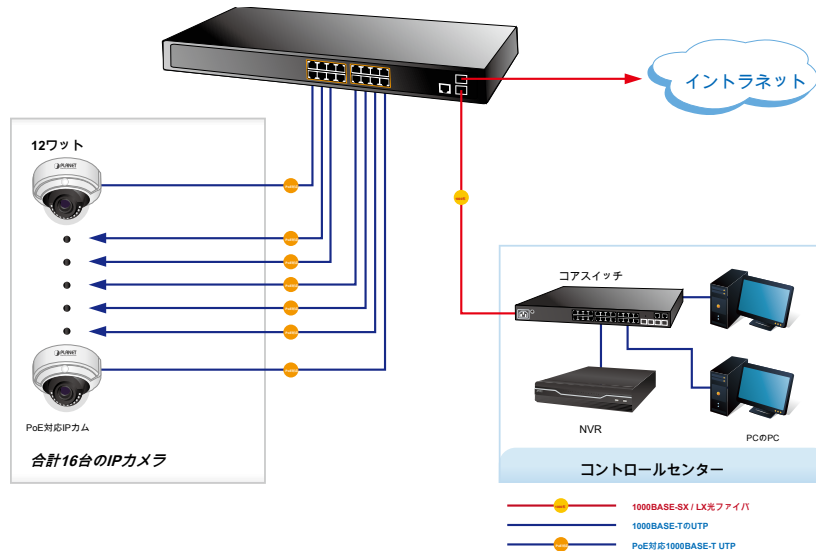 イントラネット
12ワット
PLANET
コアスイッチ
PLANET
PoE対応IPカム
NVR
PCのPC
合計16台のIPカメラ
コントロールセンター
1000BASE-SX / LX光ファイバ
1000BASE-TのUTP
PoE対応1000BASE-T UTP